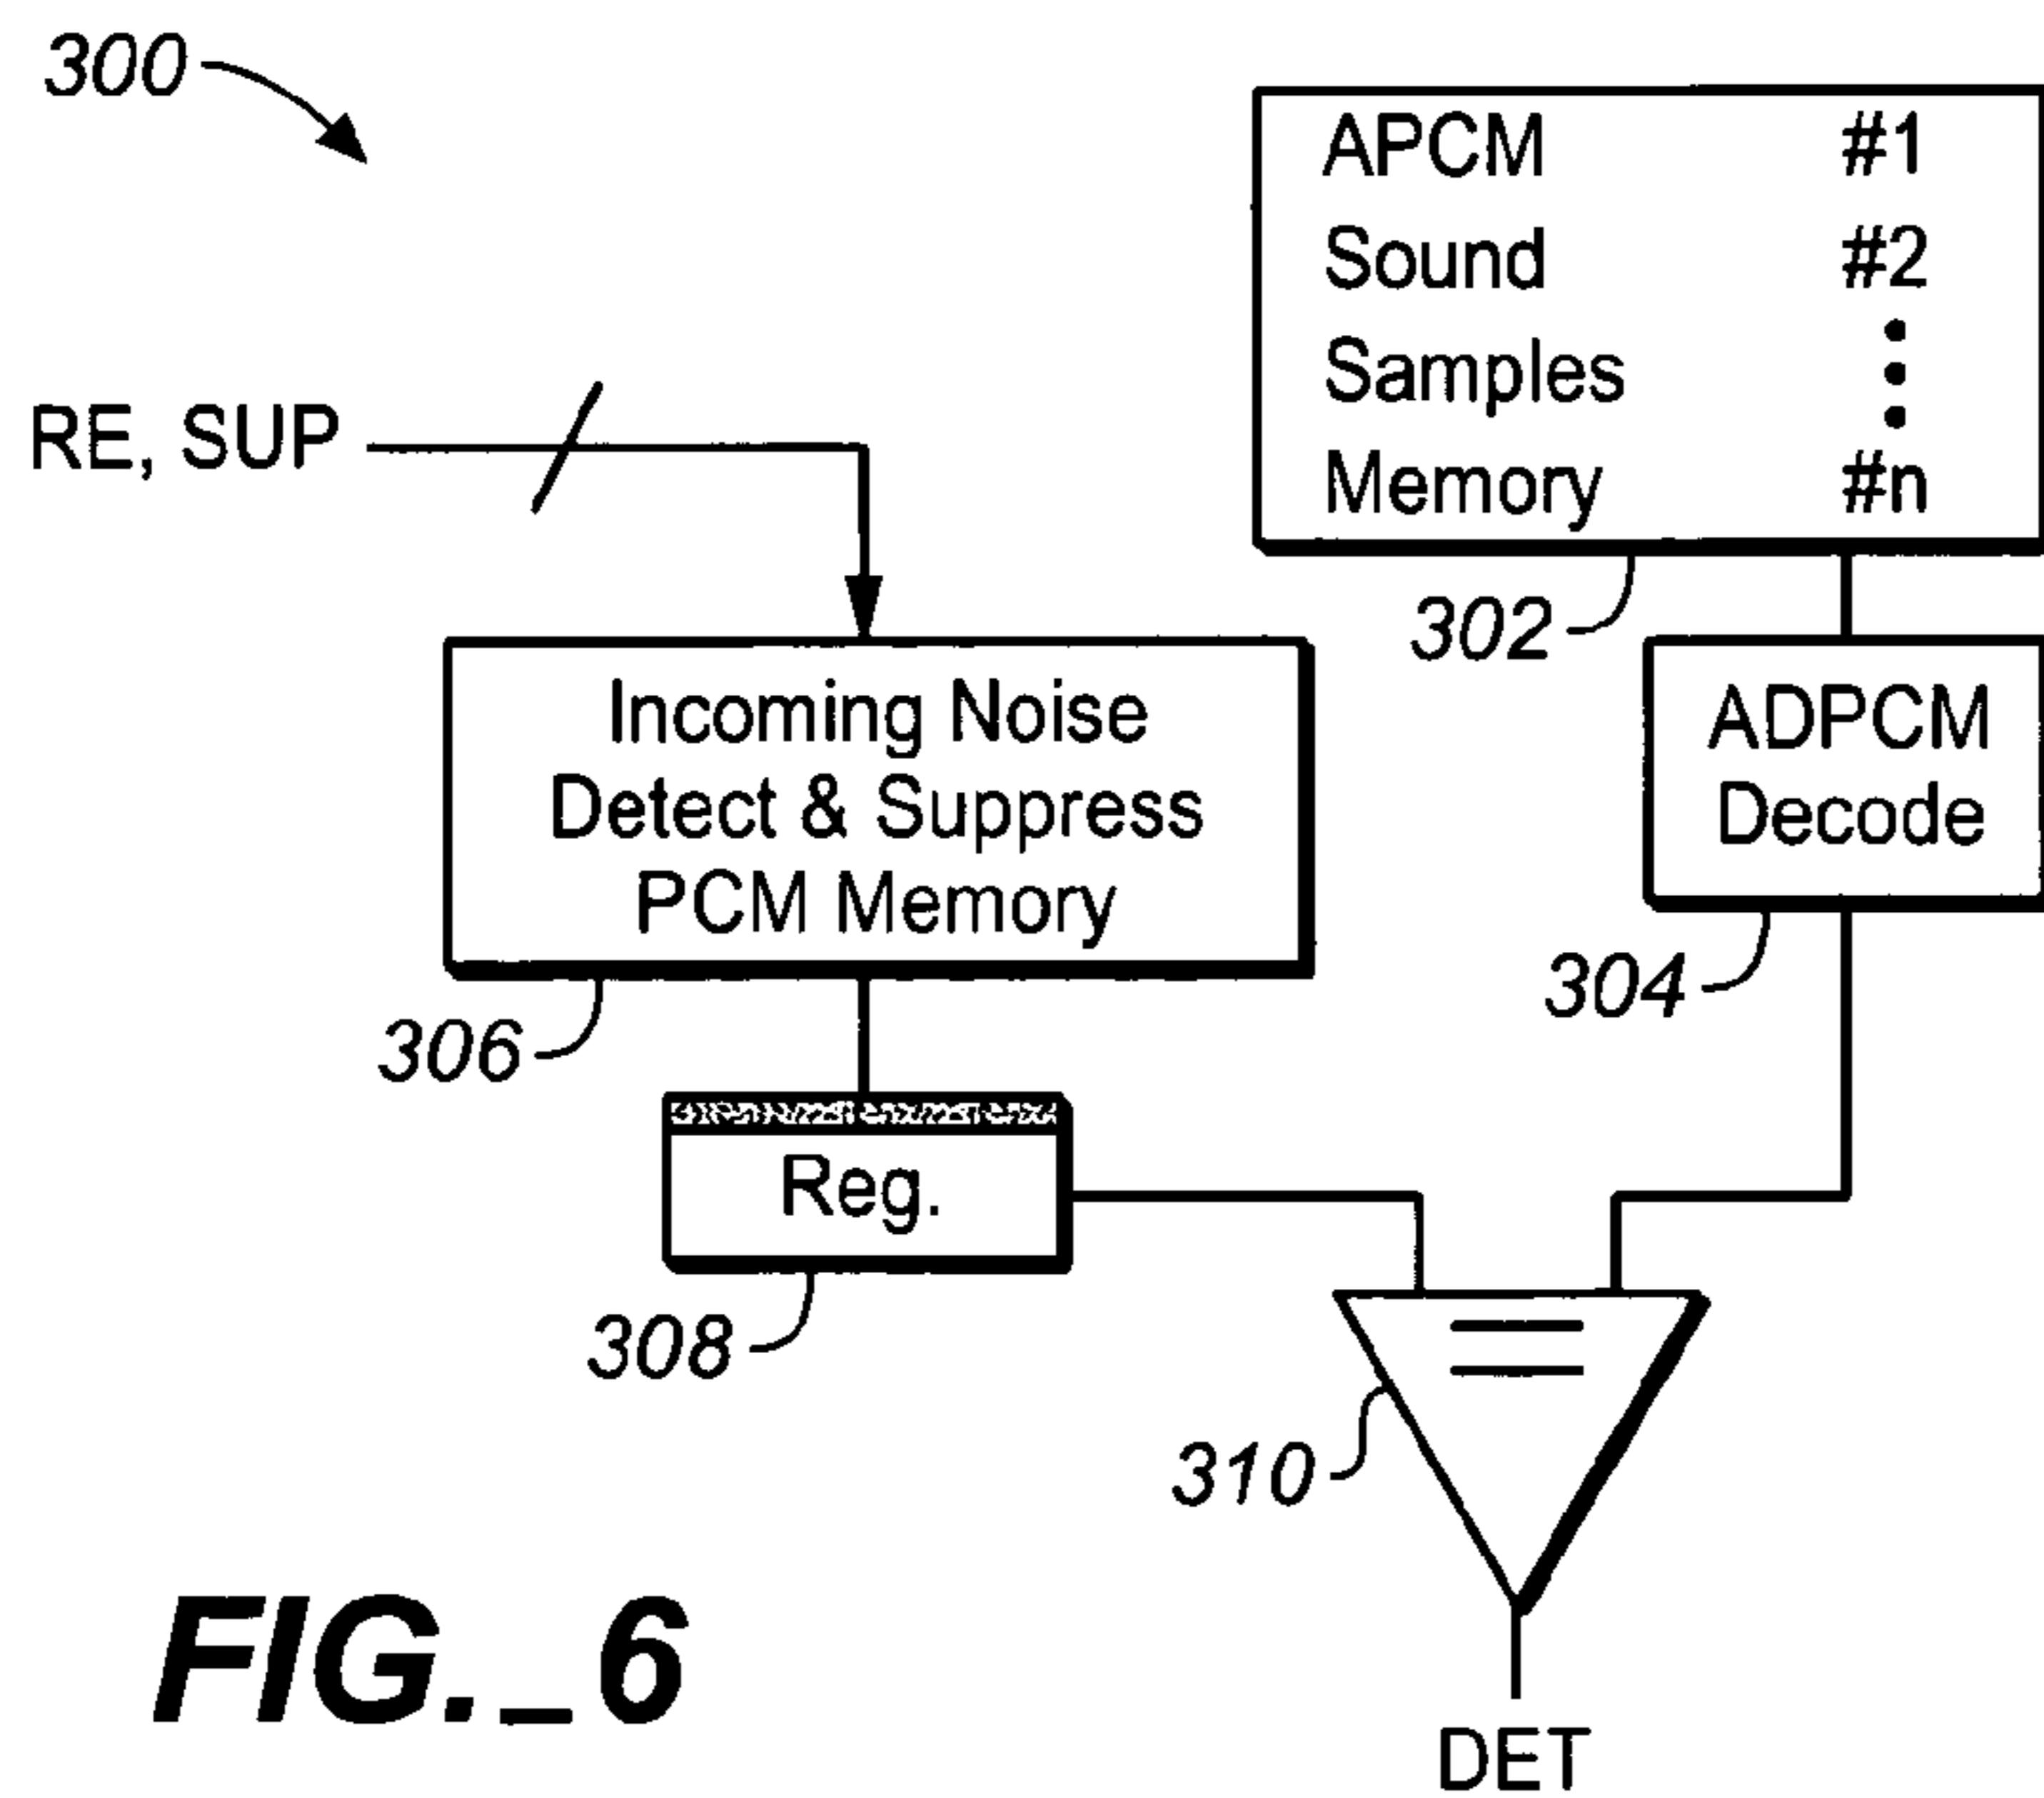 300
APCM #1
Sound #2
Samples
Memory #n
RE, SUP
302
Incoming Noise
Detect & Suppress
PCM Memory
ADPCM
Decode
304
306
Reg.
308
310
FIG._6
DET